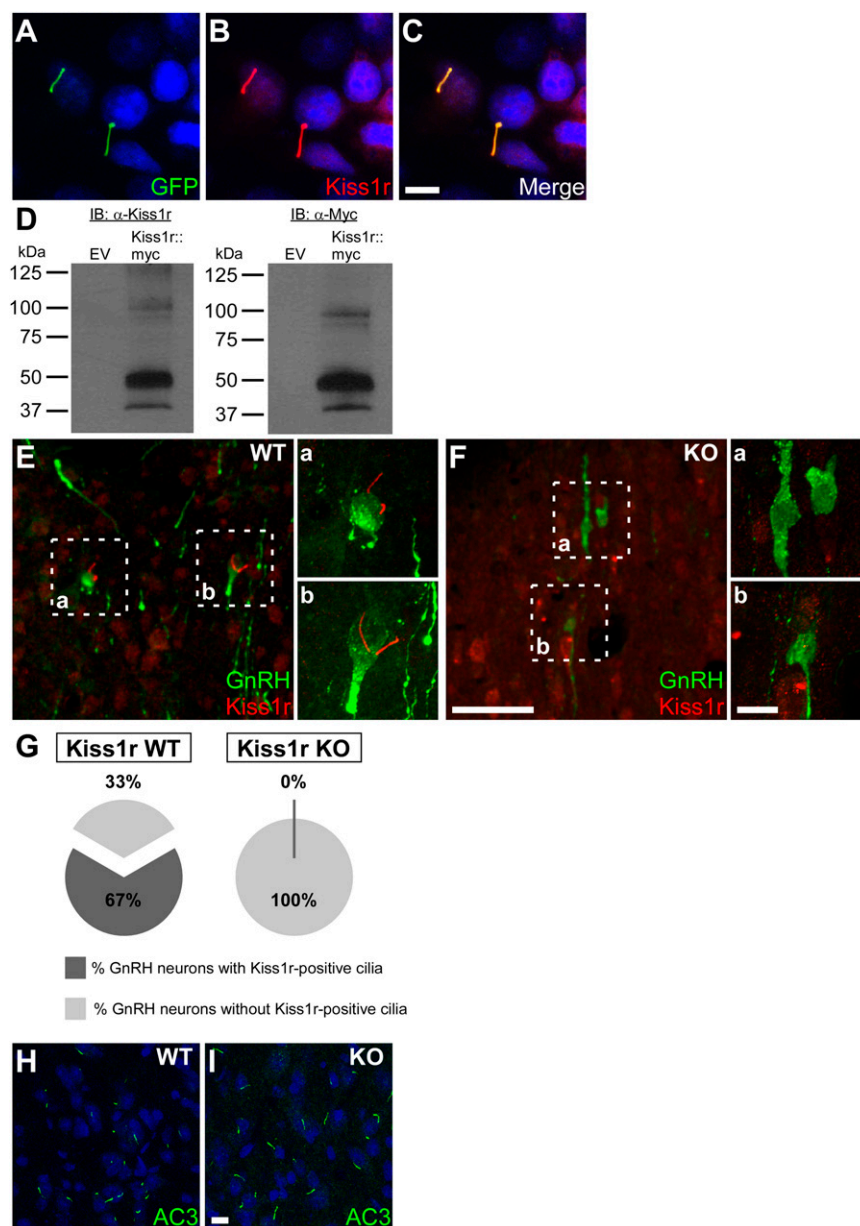 A
B
C
GFP
Kiss1r
Merge
D
IB: α-Kiss1r
IB: α-Myc
kDa
EV
Kiss1r::
myc
kDa
EV
Kiss1r::
myc
125
100
75
50
37
125
100
75
50
37
E
WT
a
b
GnRH
Kiss1r
a
b
F
KO
a
b
GnRH
Kiss1r
a
b
G
Kiss1r WT
Kiss1r KO
33%
0%
67%
100%
% GnRH neurons with Kiss1r-positive cilia
% GnRH neurons without Kiss1r-positive cilia
H
WT
AC3
I
KO
AC3